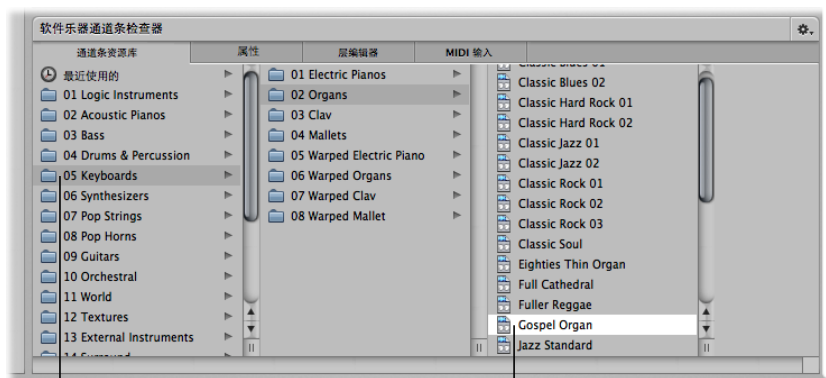 软件乐器通道条检查器
通道条资源库
属性
层编辑器
MIDI 输入
最近使用的
01 Logic Instruments
02 Acoustic Pianos
03 Bass
04 Drums & Percussion
05 Keyboards
06 Synthesizers
07 Pop Strings
08 Pop Horns
09 Guitars
10 Orchestral
11 World
12 Textures
13 External Instruments
14 Surround
01 Electric Pianos
02 Organs
03 Clav
04 Mallets
05 Warped Electric Piano
06 Warped Organs
07 Warped Clav
08 Warped Mallet
Classic Blues 01
Classic Blues 02
Classic Hard Rock 01
Classic Hard Rock 02
Classic Jazz 01
Classic Jazz 02
Classic Rock 01
Classic Rock 02
Classic Rock 03
Classic Soul
Eighties Thin Organ
Full Cathedral
Fuller Reggae
Gospel Organ
Jazz Standard